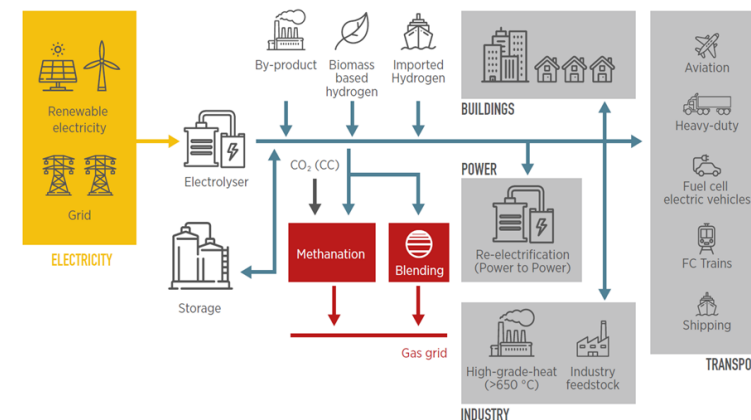 Renewable
electricity
Grid
ELECTRICITY
Electrolyser
Storage
By-product
Biomass
based
hydrogen
Imported
Hydrogen
CO₂ (CC)
Methanation
Blending
Gas grid
BUILDINGS
POWER
Re-electrification
(Power to Power)
High-grade-heat
(>650 °C)
Industry
feedstock
INDUSTRY
Aviation
Heavy-duty
Fuel cell
electric vehicles
FC Trains
Shipping
TRANSPO